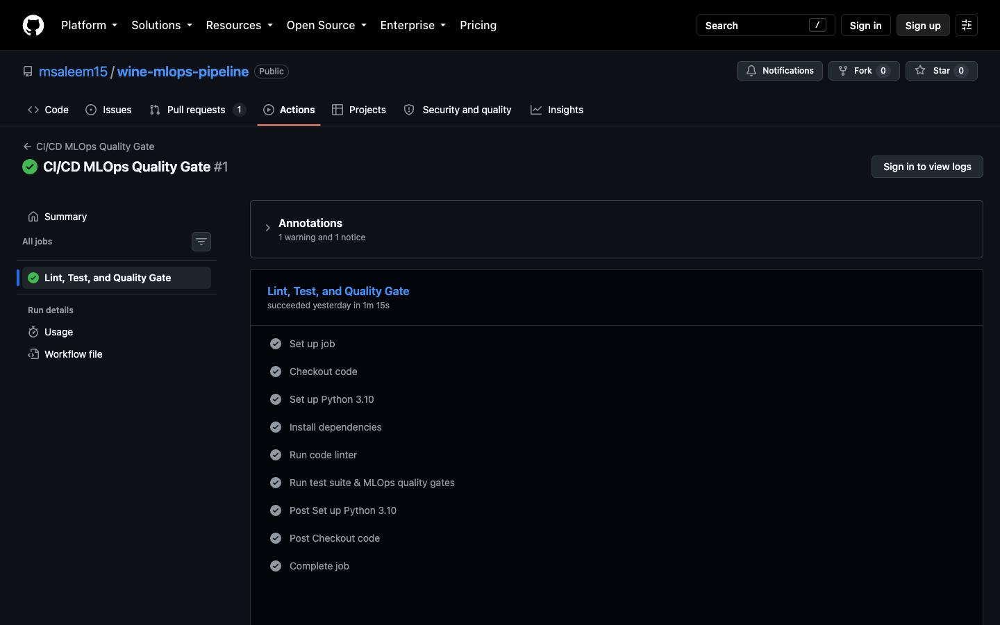 Platform Solutions Resources Open Source Enterprise Pricing Search / Sign in Sign up
msaleem15 / wine-mlops-pipeline Public Notifications Fork 0 Star 0
Code Issues Pull requests 1 Actions Projects Security and quality Insights
← CI/CD MLOps Quality Gate
CI/CD MLOps Quality Gate #1
Sign in to view logs
Summary
All jobs
Lint, Test, and Quality Gate
Run details
Usage
Workflow file
Annotations
1 warning and 1 notice
Lint, Test, and Quality Gate
succeeded yesterday in 1m 15s
Set up job
Checkout code
Set up Python 3.10
Install dependencies
Run code linter
Run test suite & MLOps quality gates
Post Set up Python 3.10
Post Checkout code
Complete job